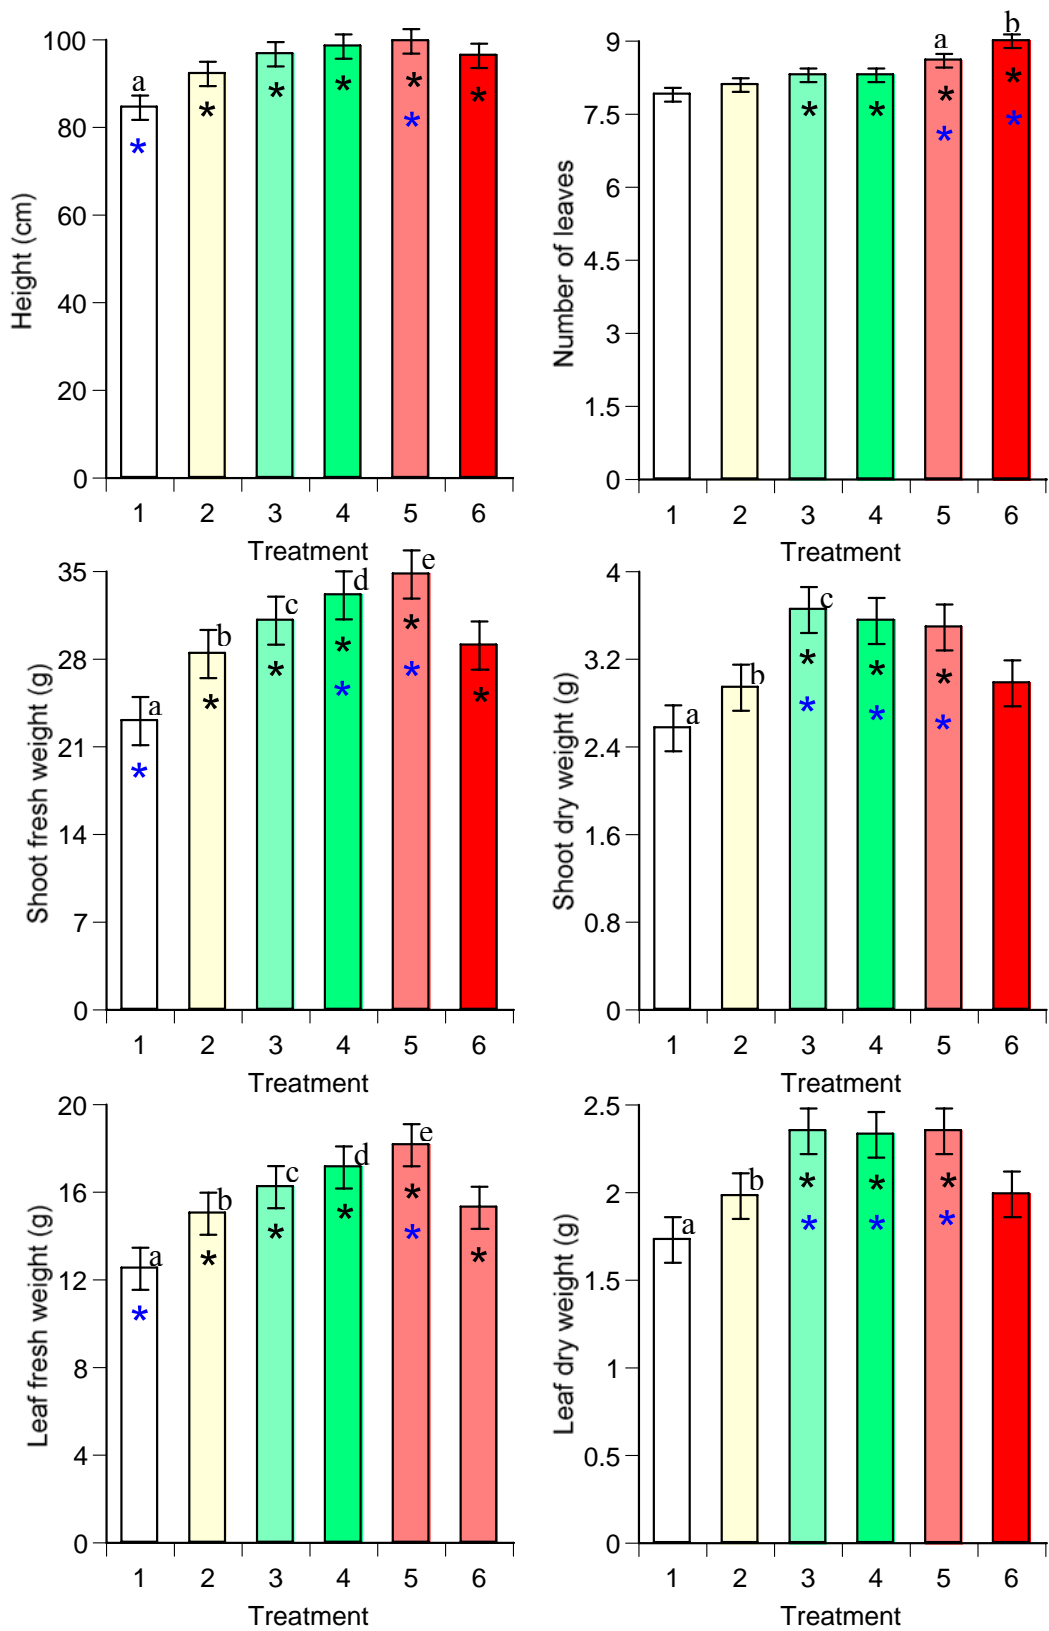 Height (cm)
100
80
60
40
20
0
a
*
*
*
*
*
*
*
*
1 2 3 4 5 6
Treatment
Number of leaves
9
7.5
6
4.5
3
1.5
0
a
b
*
*
*
*
*
*
1 2 3 4 5 6
Treatment
Shoot fresh weight (g)
35
28
21
14
7
0
a
b
c
d
e
*
*
*
*
*
*
*
*
1 2 3 4 5 6
Treatment
Shoot dry weight (g)
4
3.2
2.4
1.6
0.8
0
a
b
c
*
*
*
*
*
*
1 2 3 4 5 6
Treatment
Leaf fresh weight (g)
20
16
12
8
4
0
a
b
c
d
e
*
*
*
*
*
*
*
1 2 3 4 5 6
Treatment
Leaf dry weight (g)
2.5
2
1.5
1
0.5
0
a
b
*
*
*
*
*
*
1 2 3 4 5 6
Treatment